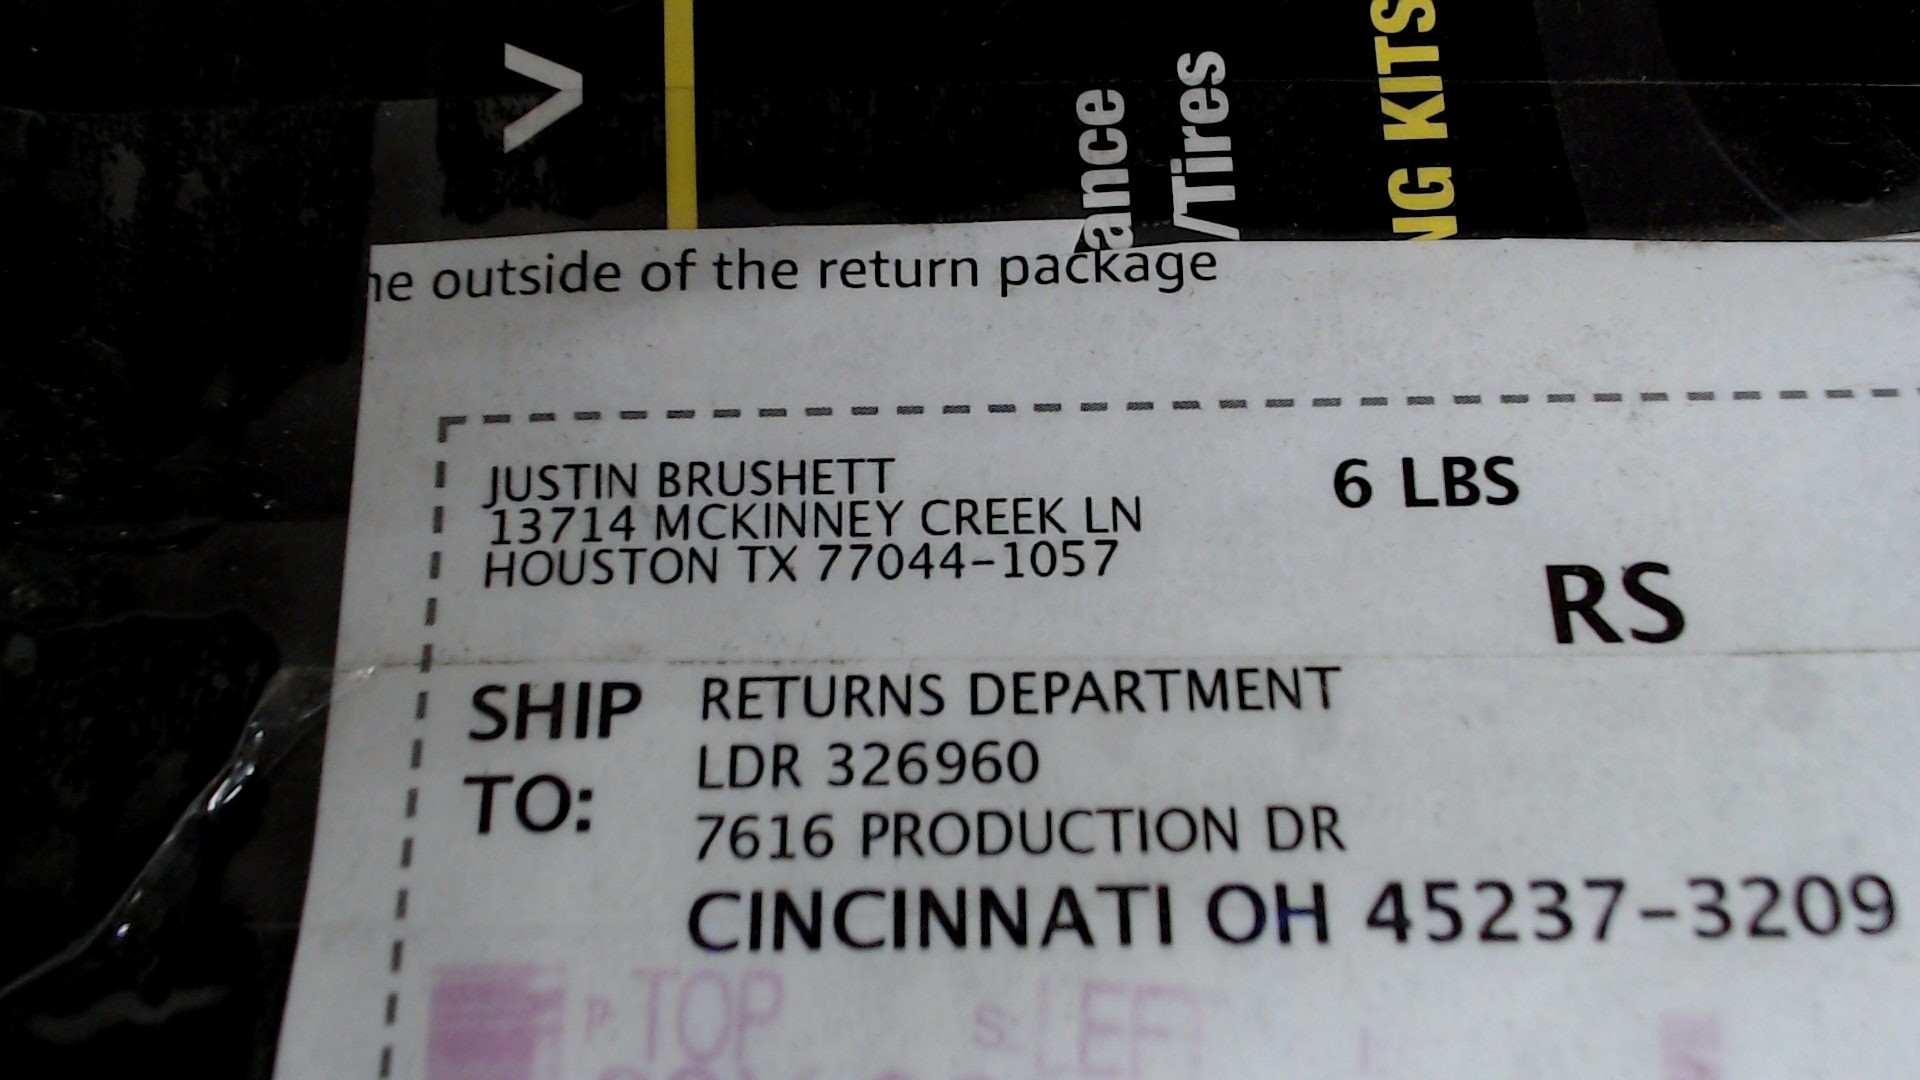 V
ance
/Tires
NG KITS
he outside of the return package
JUSTIN BRUSHETT
13714 MCKINNEY CREEK LN
HOUSTON TX 77044-1057
6 LBS
RS
SHIP TO:
RETURNS DEPARTMENT
LDR 326960
7616 PRODUCTION DR
CINCINNATI OH 45237-3209
P: TOP S: LEFT